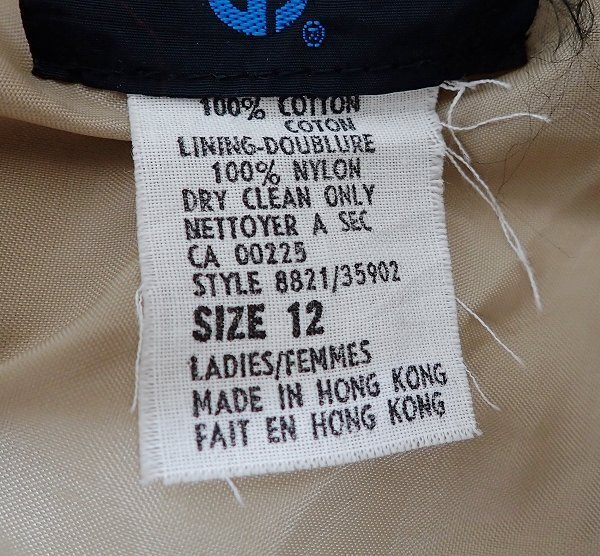 100% COTTON
COTON
LINING-DOUBLURE
100% NYLON
DRY CLEAN ONLY
NETTOYER A SEC
CA 00225
STYLE 8821/35902
SIZE 12
LADIES/FEMMES
MADE IN HONG KONG
FAIT EN HONG KONG